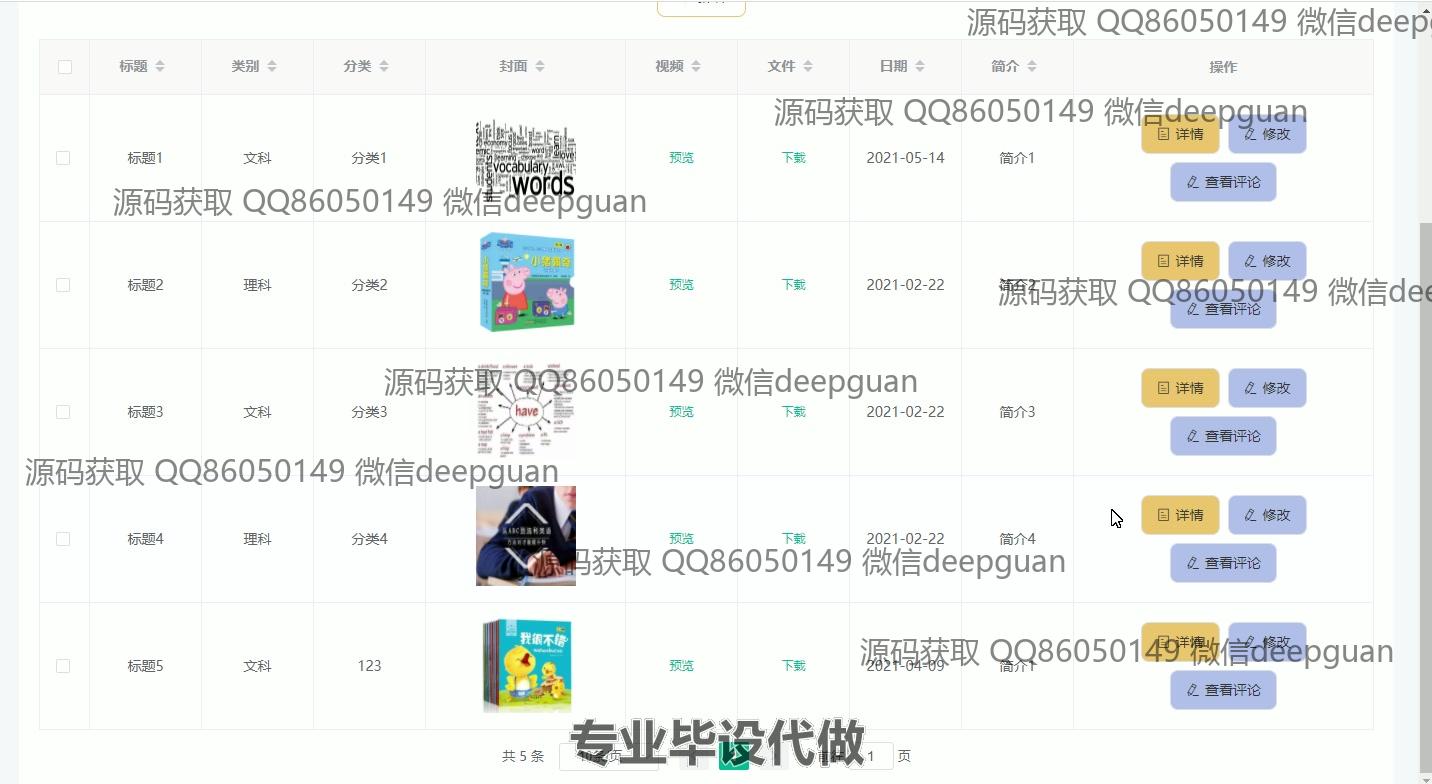 源码获取 QQ86050149 微信deepg
标题 类别 分类 封面 视频 文件 日期 简介 操作
源码获取 QQ86050149 微信deepguan
标题1 文科 分类1 vocabulary words 预览 下载 2021-05-14 简介1 详情 修改
查看评论
源码获取 QQ86050149 微信deepguan
标题2 理科 分类2 预览 下载 2021-02-22 简介2 详情 修改
查看评论
源码获取 QQ86050149 微信dee
源码获取 QQ86050149 微信deepguan
标题3 文科 分类3 have 预览 下载 2021-02-22 简介3 详情 修改
查看评论
源码获取 QQ86050149 微信deepguan
标题4 理科 分类4 预览 下载 2021-02-22 简介4 详情 修改
查看评论
源码获取 QQ86050149 微信deepguan
标题5 文科 123 我很不错 预览 下载 2021-04-09 简介1 详情 修改
查看评论
源码获取 QQ86050149 微信deepguan
专业毕设代做
共 5 条 10条/页 前往 1 页